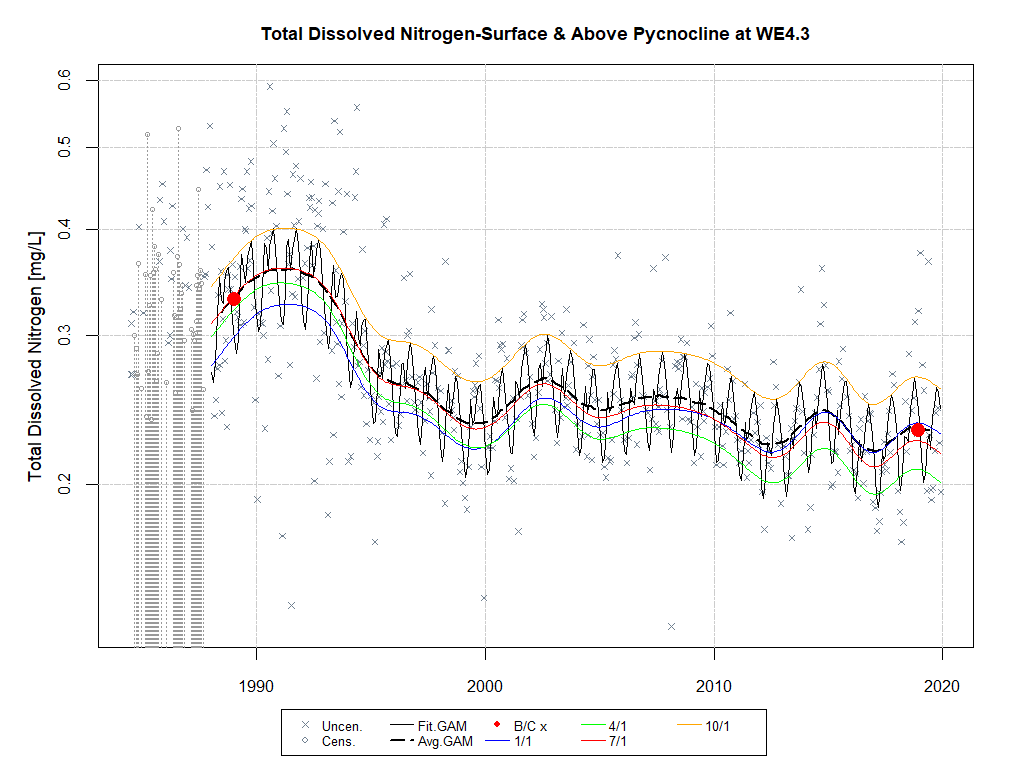 Total Dissolved Nitrogen-Surface & Above Pycnocline at WE4.3
Total Dissolved Nitrogen [mg/L]
0.6
0.5
0.4
0.3
0.2
1990 2000 2010 2020
Uncen. Fit.GAM B/C x 4/1 10/1
Cens. Avg.GAM 1/1 7/1